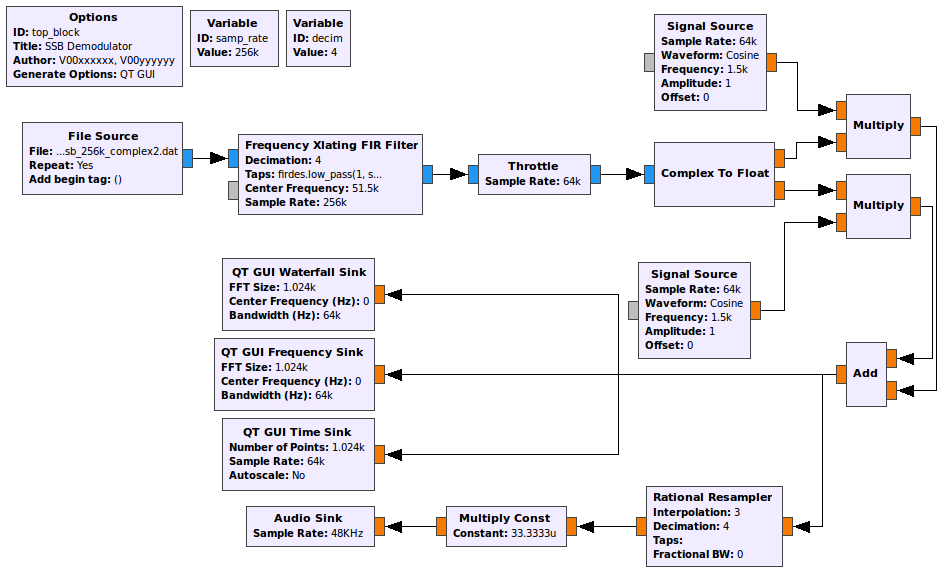 Options
ID: top_block
Title: SSB Demodulator
Author: V00xxxxxx, V00yyyyyy
Generate Options: QT GUI
Variable
ID: samp_rate
Value: 256k
Variable
ID: decim
Value: 4
Signal Source
Sample Rate: 64k
Waveform: Cosine
Frequency: 1.5k
Amplitude: 1
Offset: 0
Multiply
File Source
File: ...sb_256k_complex2.dat
Repeat: Yes
Add begin tag: ()
Frequency Xlating FIR Filter
Decimation: 4
Taps: firdes.low_pass(1, s...
Center Frequency: 51.5k
Sample Rate: 256k
Throttle
Sample Rate: 64k
Complex To Float
Multiply
QT GUI Waterfall Sink
FFT Size: 1.024k
Center Frequency (Hz): 0
Bandwidth (Hz): 64k
Signal Source
Sample Rate: 64k
Waveform: Cosine
Frequency: 1.5k
Amplitude: 1
Offset: 0
QT GUI Frequency Sink
FFT Size: 1.024k
Center Frequency (Hz): 0
Bandwidth (Hz): 64k
Add
QT GUI Time Sink
Number of Points: 1.024k
Sample Rate: 64k
Autoscale: No
Audio Sink
Sample Rate: 48KHz
Multiply Const
Constant: 33.3333u
Rational Resampler
Interpolation: 3
Decimation: 4
Taps:
Fractional BW: 0